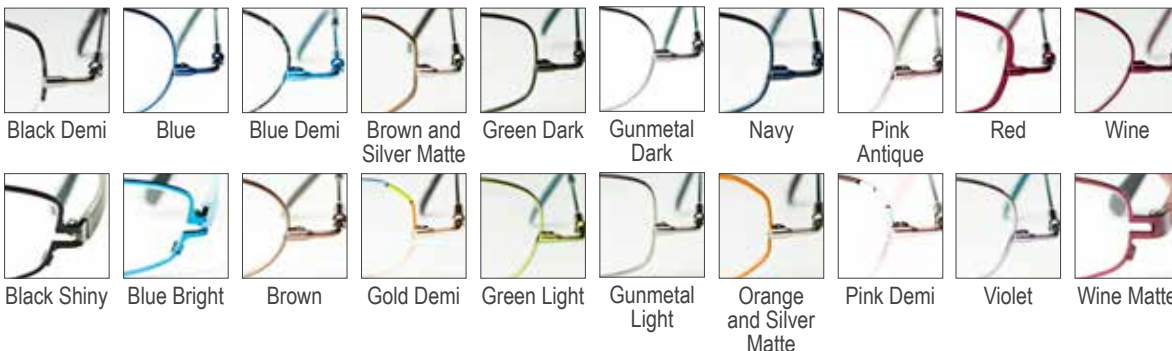 Black Demi
Blue
Blue Demi
Brown and
Silver Matte
Green Dark
Gunmetal
Dark
Navy
Pink
Antique
Red
Wine
Black Shiny
Blue Bright
Brown
Gold Demi
Green Light
Gunmetal
Light
Orange
and Silver
Matte
Pink Demi
Violet
Wine Matte